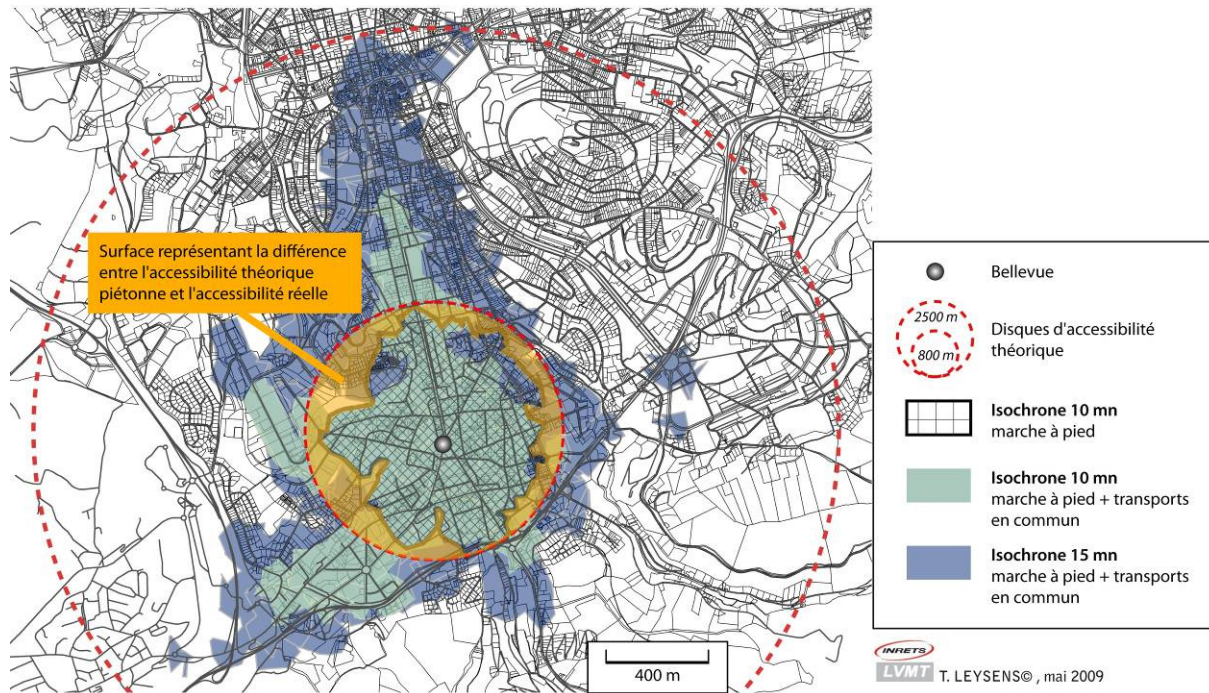 Surface représentant la différence
entre l'accessibilité théorique
piétonne et l'accessibilité réelle
Bellevue
2500 m
800 m
Disques d'accessibilité
théorique
Isochrone 10 mn
marche à pied
Isochrone 10 mn
marche à pied + transports
en commun
Isochrone 15 mn
marche à pied + transports
en commun
400 m
INRETS
LVMT T. LEYSENS© , mai 2009